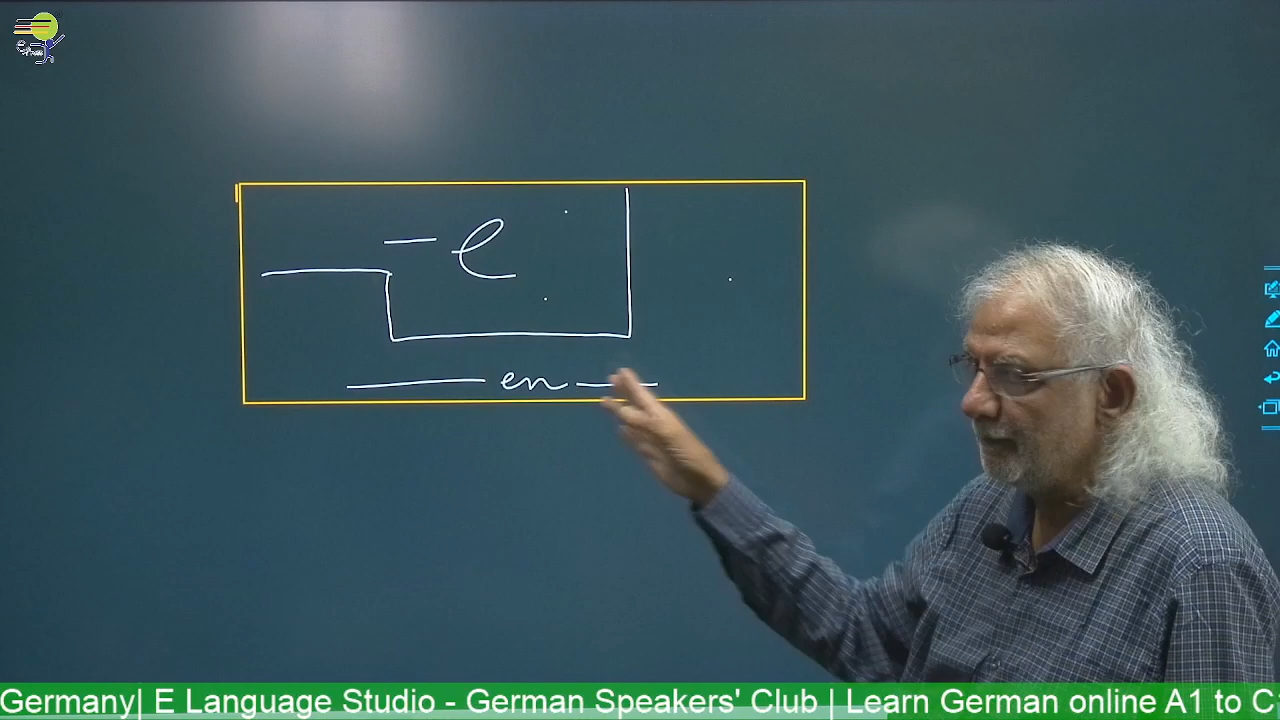 - e
en
Germany| E Language Studio - German Speakers' Club | Learn German online A1 to C